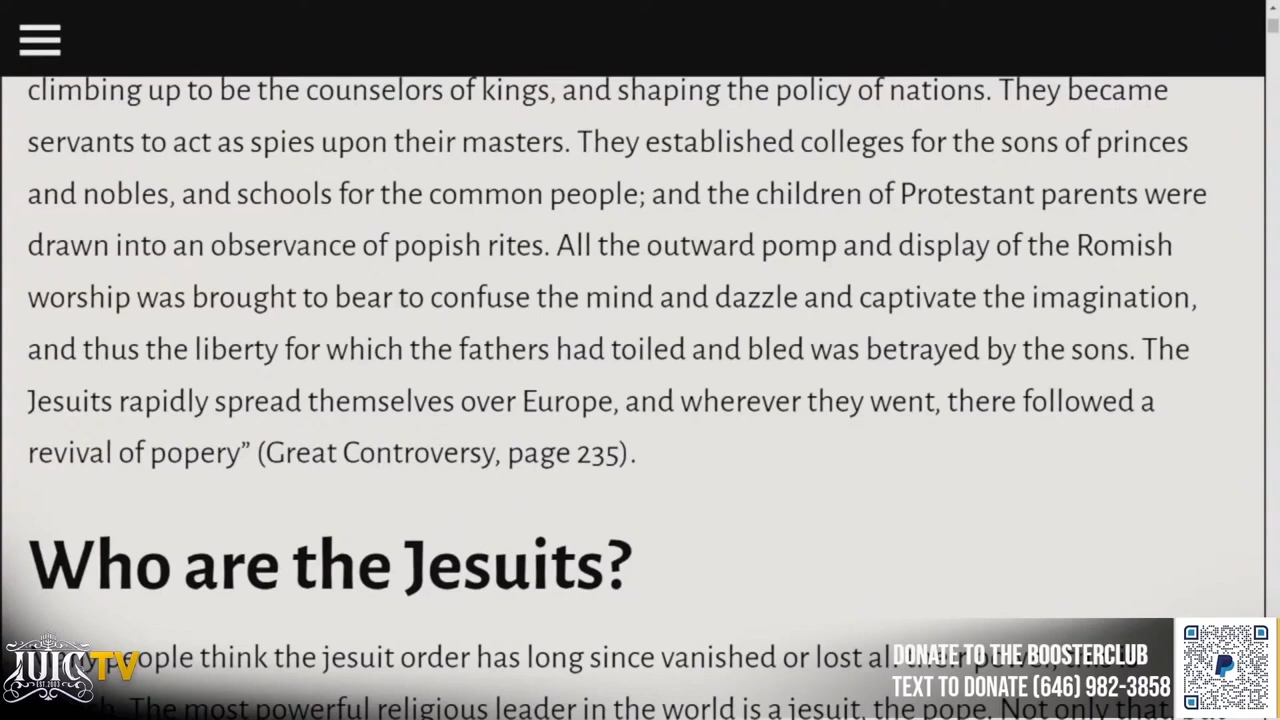 climbing up to be the counselors of kings, and shaping the policy of nations. They became
servants to act as spies upon their masters. They established colleges for the sons of princes
and nobles, and schools for the common people; and the children of Protestant parents were
drawn into an observance of popish rites. All the outward pomp and display of the Romish
worship was brought to bear to confuse the mind and dazzle and captivate the imagination,
and thus the liberty for which the fathers had toiled and bled was betrayed by the sons. The
Jesuits rapidly spread themselves over Europe, and wherever they went, there followed a
revival of popery” (Great Controversy, page 235).
Who are the Jesuits?
people think the jesuit order has long since vanished or lost
The most powerful religious leader in the world is a jesuit, the pope. Not only that
IUIC TV
EST. 2003
DONATE TO THE BOOSTERCLUB
TEXT TO DONATE (646) 982-3858